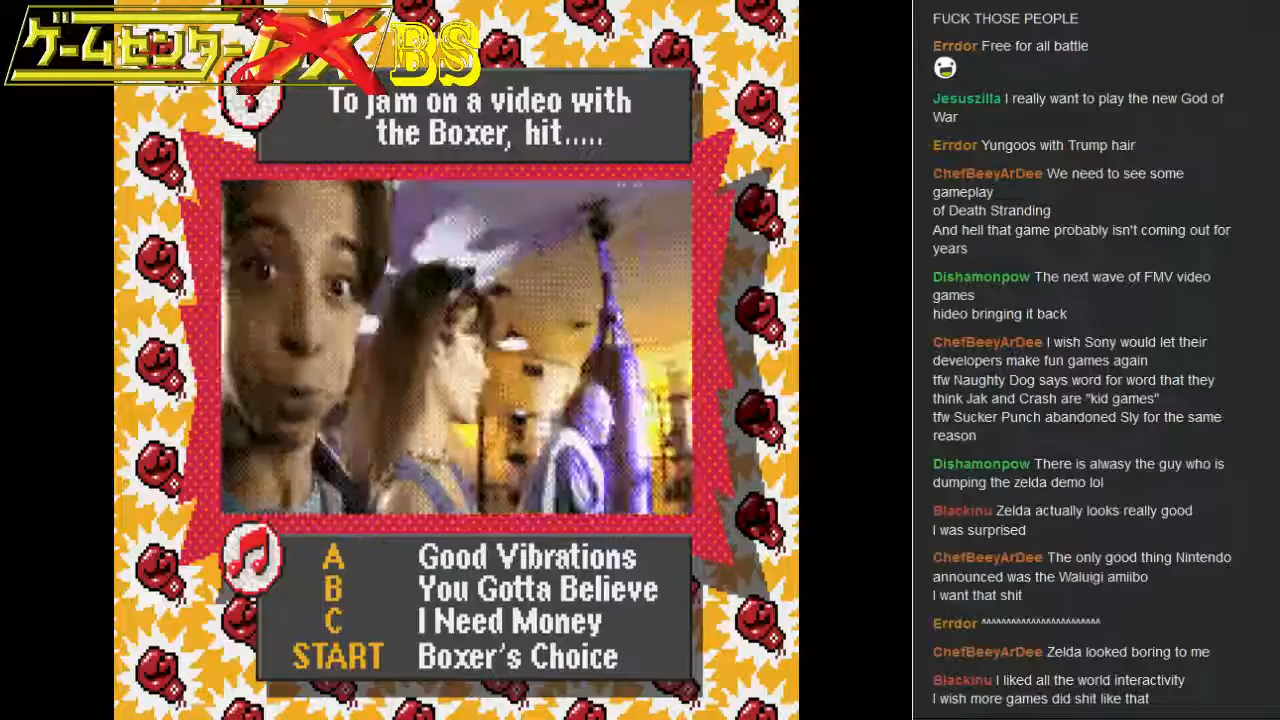 ゲームセンター
BS
To jam on a video with
the Boxer, hit.....
A Good Vibrations
B You Gotta Believe
C I Need Money
START Boxer's Choice
FUCK THOSE PEOPLE
Errdor Free for all battle
Jesuszilla I really want to play the new God of
War
Errdor Yungoos with Trump hair
ChefBeeyArDee We need to see some
gameplay
of Death Stranding
And hell that game probably isn't coming out for
years
Dishamonpow The next wave of FMV video
games
hideo bringing it back
ChefBeeyArDee I wish Sony would let their
developers make fun games again
tfw Naughty Dog says word for word that they
think Jak and Crash are "kid games"
tfw Sucker Punch abandoned Sly for the same
reason
Dishamonpow There is alwasy the guy who is
dumping the zelda demo lol
Blackinu Zelda actually looks really good
I was surprised
ChefBeeyArDee The only good thing Nintendo
announced was the Waluigi amiibo
I want that shit
Errdor ^^^^^^^^^^^^^^^^^^^^^^^^
ChefBeeyArDee Zelda looked boring to me
Blackinu I liked all the world interactivity
I wish more games did shit like that